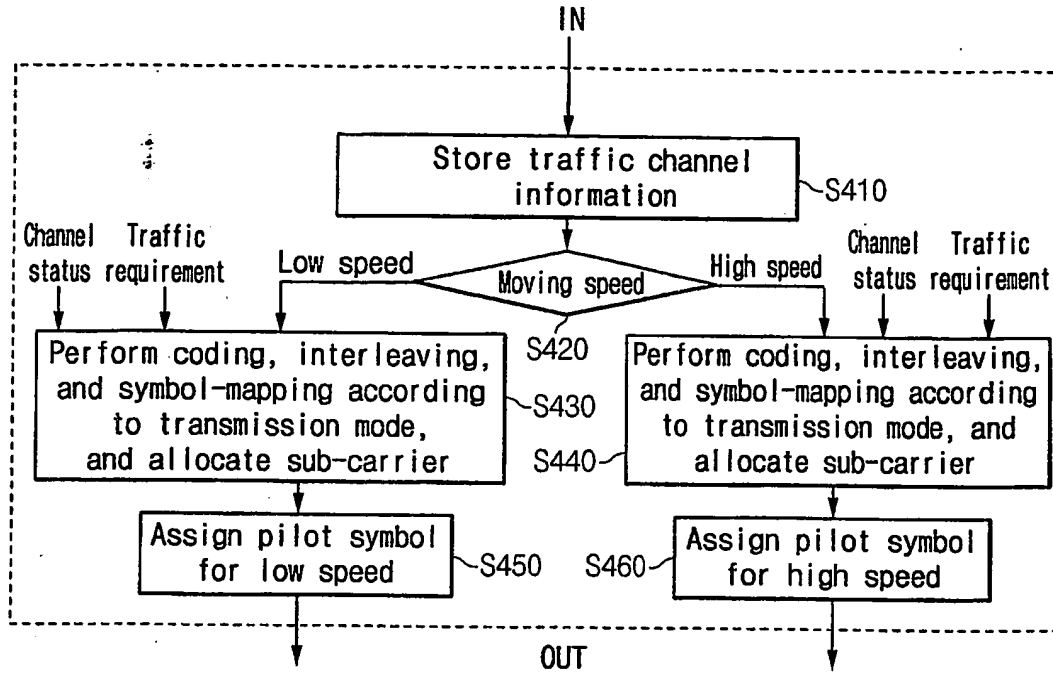 IN
Store traffic channel
information
S410
Channel Traffic
status requirement
Low speed
Moving speed
High speed
Channel Traffic
status requirement
S420
Perform coding, interleaving,
and symbol-mapping according
to transmission mode,
and allocate sub-carrier
S430
Perform coding, interleaving,
and symbol-mapping according
to transmission mode, and
allocate sub-carrier
S440
Assign pilot symbol
for low speed
S450
S460
Assign pilot symbol
for high speed
OUT